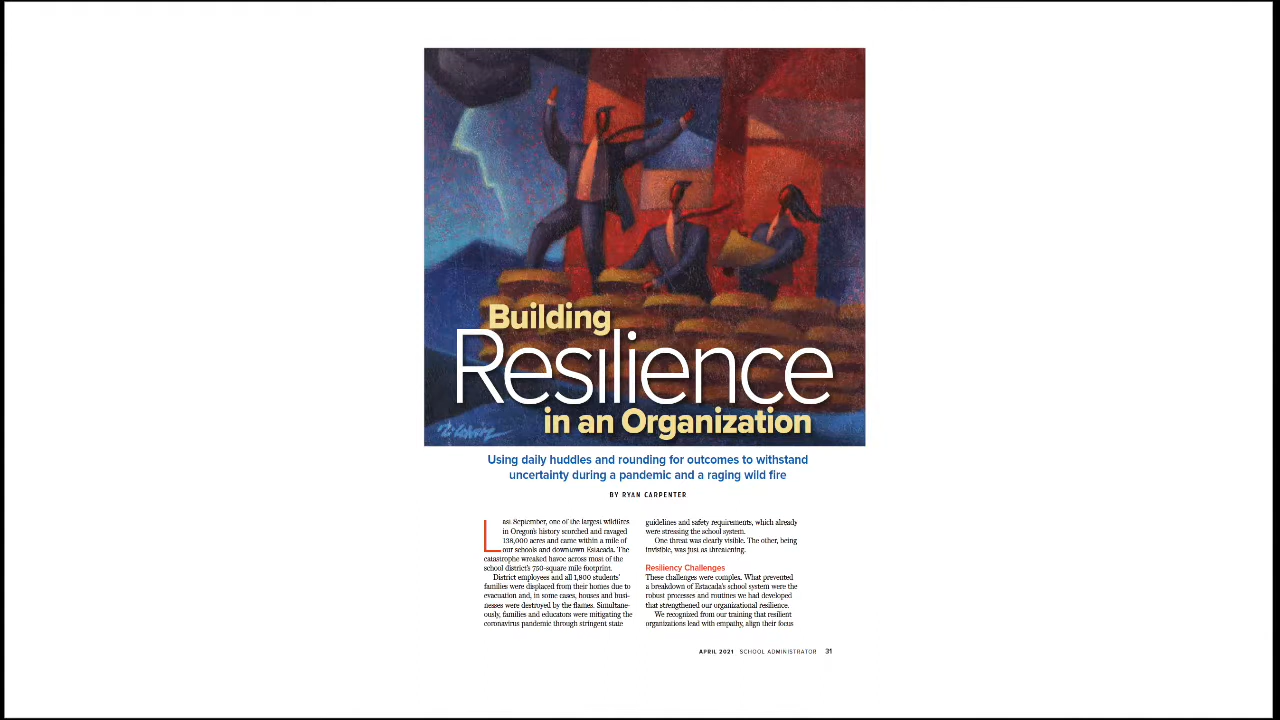 Building
Resilience
in an Organization
Using daily huddles and rounding for outcomes to withstand
uncertainty during a pandemic and a raging wild fire
BY RYAN CARPENTER
Last September, one of the largest wildfires
in Oregon's history scorched and ravaged
138,000 acres and came within a mile of
our schools and downtown Estacada. The
catastrophe wreaked havoc across most of the
school district's 750-square mile footprint.
District employees and all 1,800 students'
families were displaced from their homes due to
evacuation and, in some cases, houses and busi-
nesses were destroyed by the flames. Simultane-
ously, families and educators were mitigating the
coronavirus pandemic through stringent state
guidelines and safety requirements, which already
were stressing the school system.
One threat was clearly visible. The other, being
invisible, was just as threatening.
Resiliency Challenges
These challenges were complex. What prevented
a breakdown of Estacada's school system were the
robust processes and routines we had developed
that strengthened our organizational resilience.
We recognized from our training that resilient
organizations lead with empathy, align their focus
APRIL 2021 SCHOOL ADMINISTRATOR 31